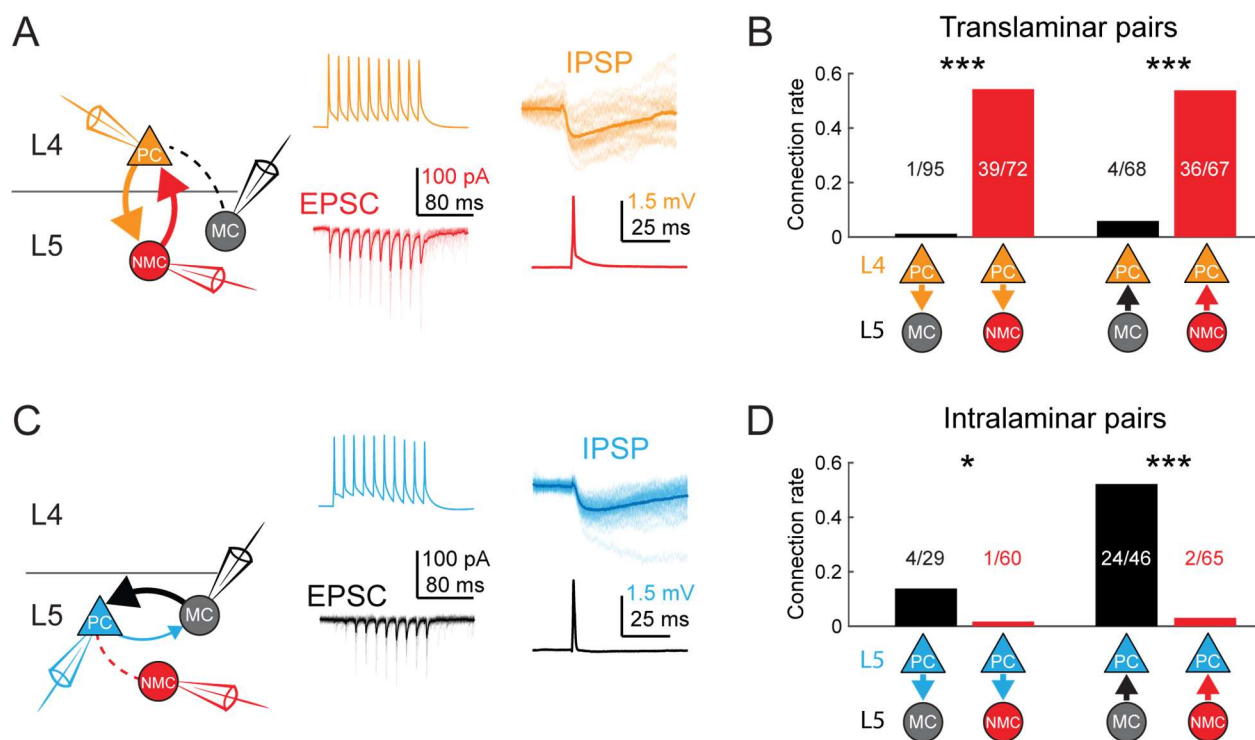 A
L4
PC
MC
L5
NMC
EPSC
100 pA
80 ms
IPSP
1.5 mV
25 ms
B
Translaminar pairs
*** ***
Connection rate
0.6
0.4
0.2
0
1/95 39/72 4/68 36/67
L4 PC PC PC PC
L5 MC NMC MC NMC
C
L4
L5
PC
MC
NMC
EPSC
100 pA
80 ms
IPSP
1.5 mV
25 ms
D
Intralaminar pairs
* ***
Connection rate
0.6
0.4
0.2
0
4/29 1/60 24/46 2/65
L5 PC PC PC PC
L5 MC NMC MC NMC